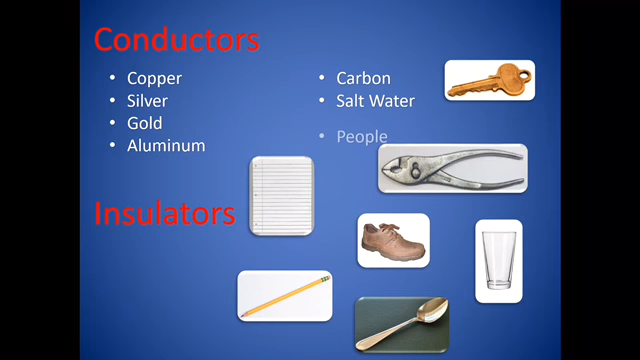 Conductors
• Copper
• Silver
• Gold
• Aluminum
• Carbon
• Salt Water
• People
Insulators